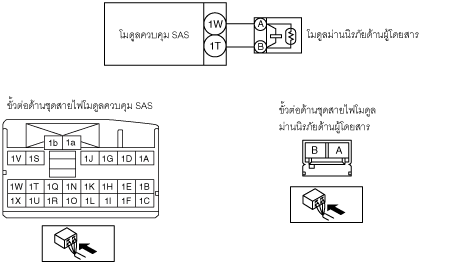 โมดูลควบคุม SAS
1W
1T
A
B
โมดูลม่านนิรภัยด้านผู้โดยสาร
ขั้วต่อด้านชุดสายไฟโมดูลควบคุม SAS
1b 1a
1V 1S 1J 1G 1D 1A
1W 1T 1Q 1N 1K 1H 1E 1B
1X 1U 1R 1O 1L 1I 1F 1C
ขั้วต่อด้านชุดสายไฟโมดูล
ม่านนิรภัยด้านผู้โดยสาร
B A